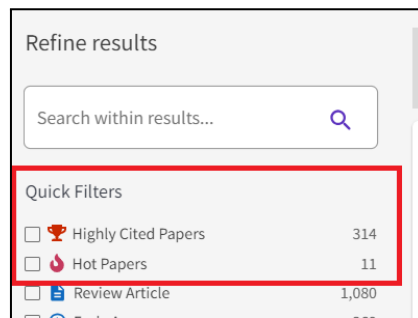 Refine results
Search within results...
Quick Filters
Highly Cited Papers 314
Hot Papers 11
Review Article 1,080